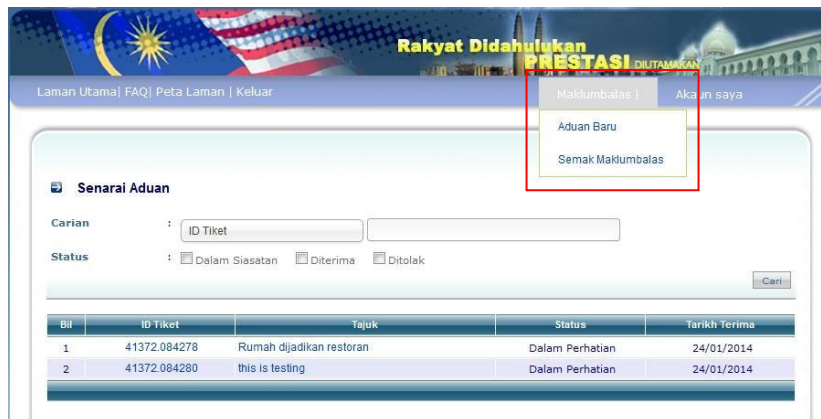 Rakyat Didahulukan
PRESTASI DIUTAMAKAN
Laman Utama| FAQ| Peta Laman | Keluar
Maklumbalas | Akaun saya
Aduan Baru
Semak Maklumbalas
Senarai Aduan
Carian : ID Tiket
Status : Dalam Siasatan Diterima Ditolak
Cari
Bil ID Tiket Tajuk Status Tarikh Terima
1 41372.084278 Rumah dijadikan restoran Dalam Perhatian 24/01/2014
2 41372.084280 this is testing Dalam Perhatian 24/01/2014